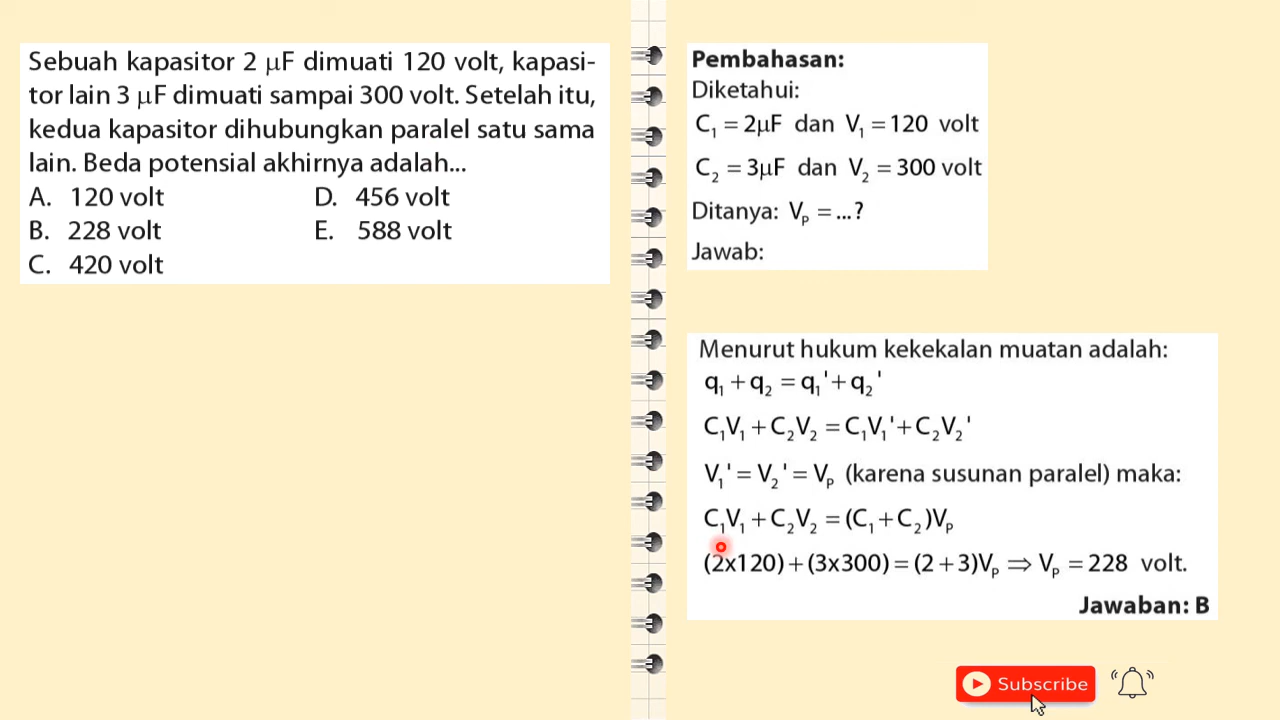 Sebuah kapasitor 2 μF dimuati 120 volt, kapasi-
tor lain 3 μF dimuati sampai 300 volt. Setelah itu,
kedua kapasitor dihubungkan paralel satu sama
lain. Beda potensial akhirnya adalah...
A. 120 volt D. 456 volt
B. 228 volt E. 588 volt
C. 420 volt
Pembahasan:
Diketahui:
C₁ = 2μF dan V₁ = 120 volt
C₂ = 3μF dan V₂ = 300 volt
Ditanya: Vₚ = ...?
Jawab:
Menurut hukum kekekalan muatan adalah:
q₁ + q₂ = q₁' + q₂'
C₁V₁ + C₂V₂ = C₁V₁' + C₂V₂'
V₁' = V₂' = Vₚ (karena susunan paralel) maka:
C₁V₁ + C₂V₂ = (C₁ + C₂)Vₚ
(2x120) + (3x300) = (2 + 3)Vₚ ⇒ Vₚ = 228 volt.
Jawaban: B
Subscribe